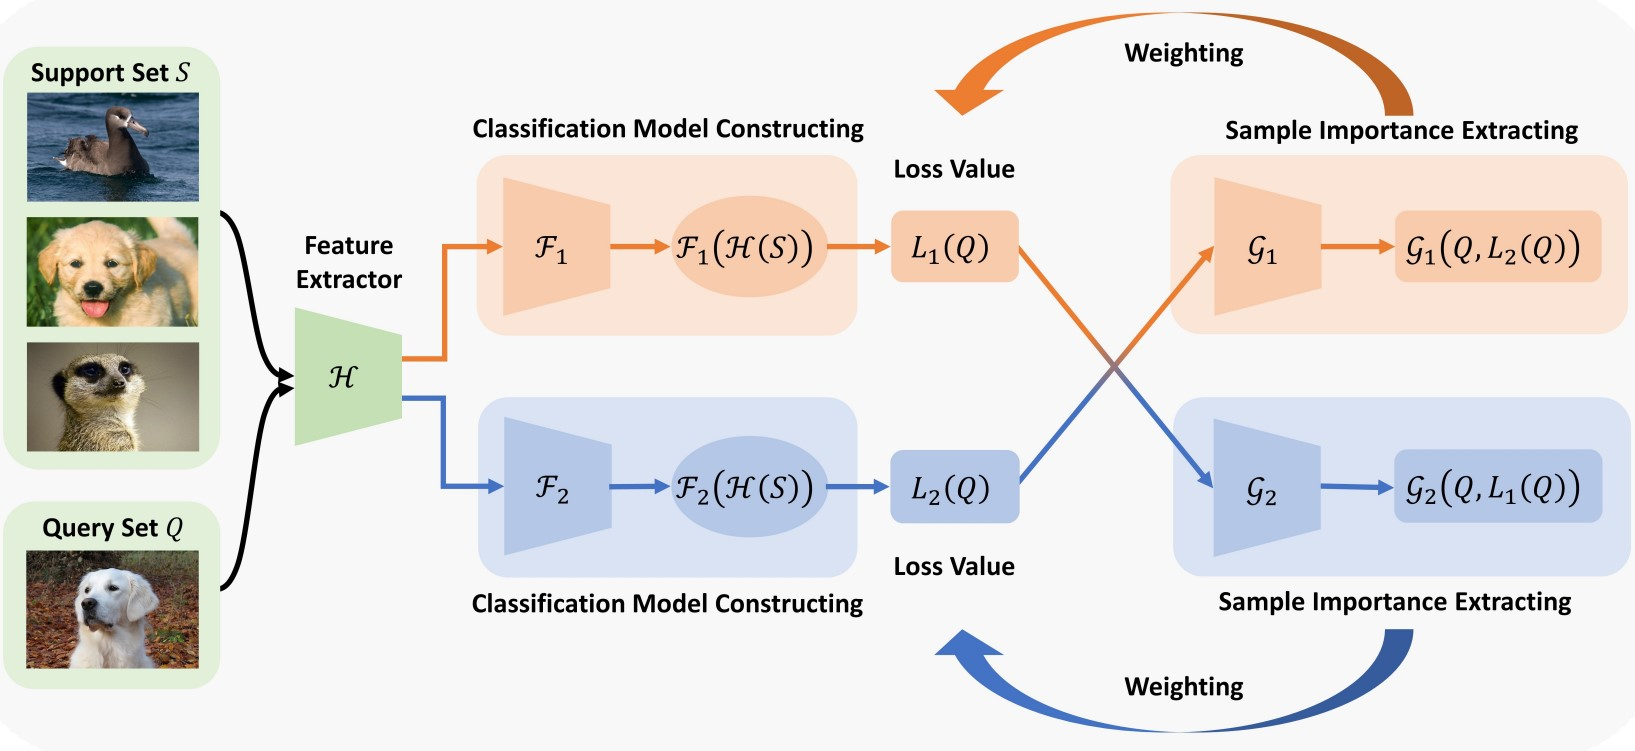 Support Set S
Query Set Q
Feature
Extractor
ℋ
Classification Model Constructing
ℱ₁
ℱ₁(ℋ(S))
Loss Value
L₁(Q)
Weighting
Sample Importance Extracting
𝒢₁
𝒢₁(Q, L₂(Q))
ℱ₂
ℱ₂(ℋ(S))
Classification Model Constructing
L₂(Q)
Loss Value
𝒢₂
𝒢₂(Q, L₁(Q))
Sample Importance Extracting
Weighting